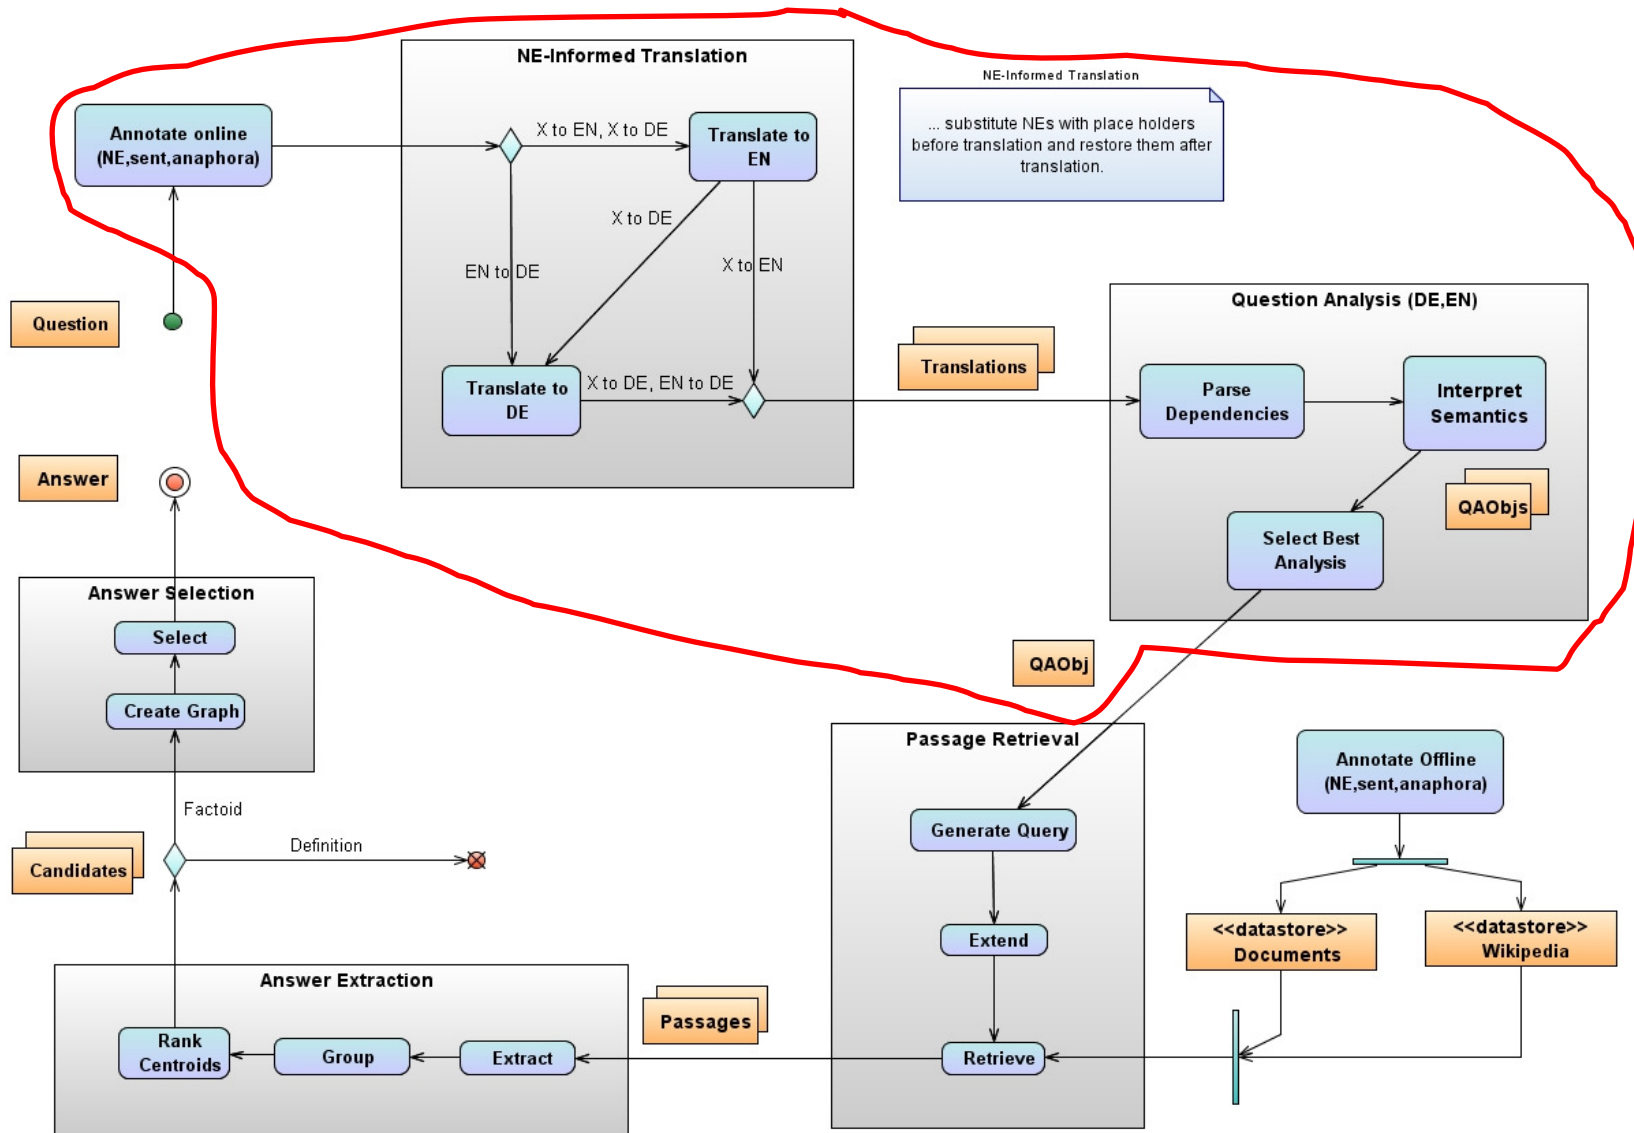 NE-Informed Translation
NE-Informed Translation
... substitute NEs with place holders
before translation and restore them after
translation.
Annotate online
(NE,sent,anaphora)
X to EN, X to DE
Translate to
EN
X to DE
EN to DE
X to EN
Question
Translate to
DE
X to DE, EN to DE
Translations
Question Analysis (DE,EN)
Parse
Dependencies
Interpret
Semantics
QAObjs
Select Best
Analysis
Answer
Answer Selection
Select
Create Graph
Factoid
Definition
Candidates
QAObj
Passage Retrieval
Generate Query
Extend
Retrieve
Annotate Offline
(NE,sent,anaphora)
<<datastore>>
Documents
<<datastore>>
Wikipedia
Answer Extraction
Rank
Centroids
Group
Extract
Passages